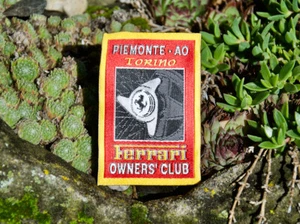 PIEMONTE - AO
TORINO
Ferrari
OWNERS' CLUB